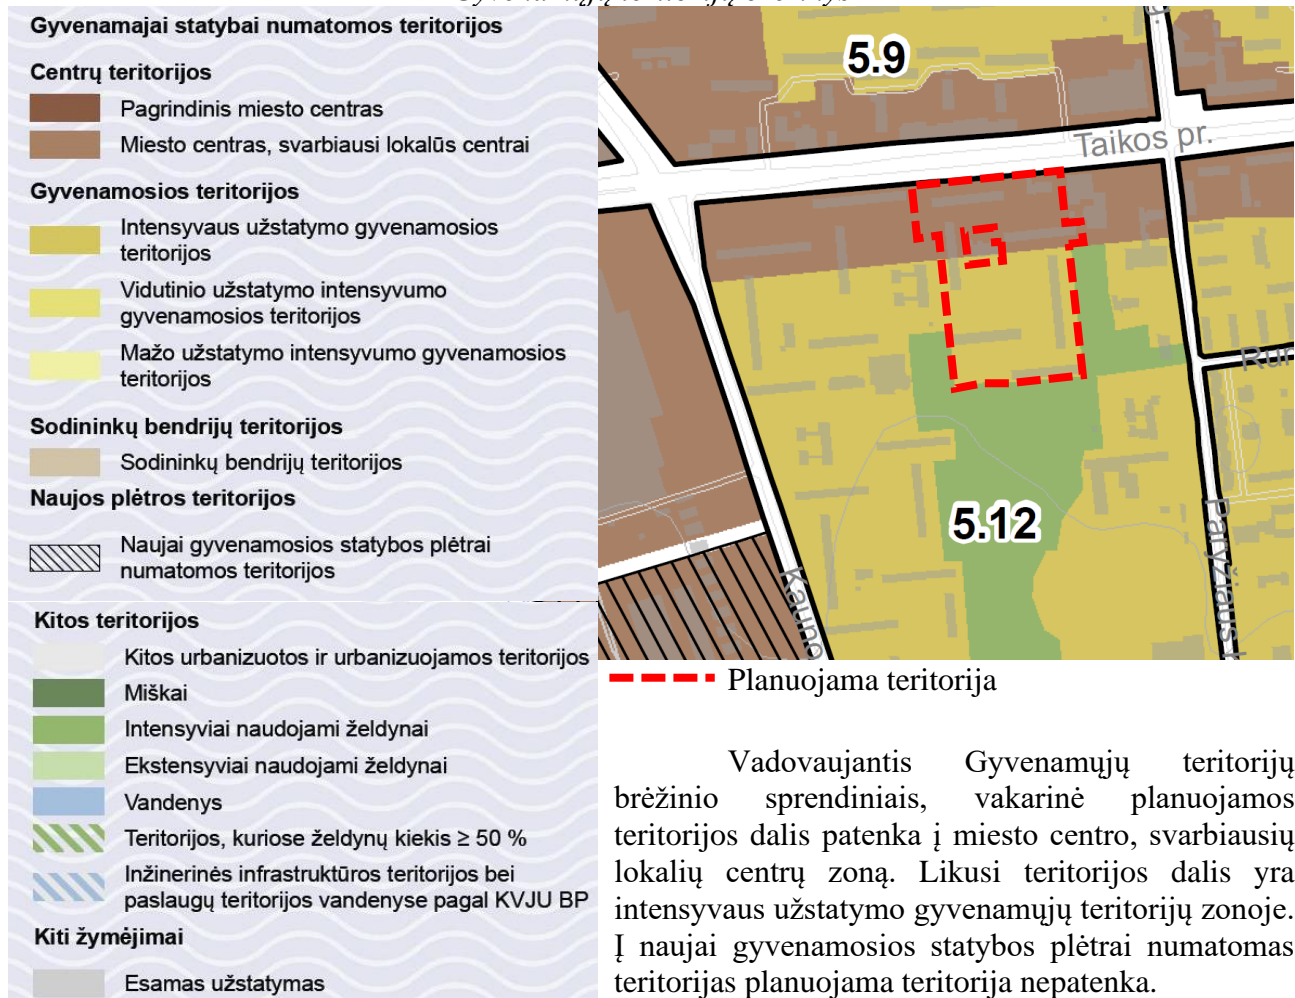 Gyvenamajai statybai numatomos teritorijos
Centrų teritorijos
Pagrindinis miesto centras
Miesto centras, svarbiausi lokalūs centrai
Gyvenamosios teritorijos
Intensyvaus užstatymo gyvenamosios
teritorijos
Vidutinio užstatymo intensyvumo
gyvenamosios teritorijos
Mažo užstatymo intensyvumo gyvenamosios
teritorijos
Sodininkų bendrijų teritorijos
Sodininkų bendrijų teritorijos
Naujos plėtros teritorijos
Naujai gyvenamosios statybos plėtrai
numatomos teritorijos
Kitos teritorijos
Kitos urbanizuotos ir urbanizuojamos teritorijos
Miškai
Intensyviai naudojami želdynai
Ekstensyviai naudojami želdynai
Vandenys
Teritorijos, kuriose želdynų kiekis ≥ 50 %
Inžinerinės infrastruktūros teritorijos bei
paslaugų teritorijos vandenyse pagal KVJU BP
Kiti žymėjimai
Esamas užstatymas
5.9
Taikos pr.
5.12
Kauno
Paryžiaus
Planuojama teritorija
Vadovaujantis Gyvenamųjų teritorijų
brėžinio sprendiniais, vakarinė planuojamos
teritorijos dalis patenka į miesto centro, svarbiausių
lokalių centrų zoną. Likusi teritorijos dalis yra
intensyvaus užstatymo gyvenamųjų teritorijų zonoje.
Į naujai gyvenamosios statybos plėtrai numatomas
teritorijas planuojama teritorija nepatenka.